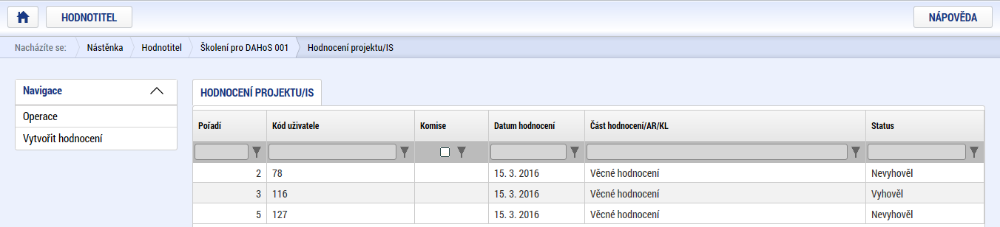 HODNOTITEL NÁPOVĚDA
Nacházíte se: Nástěnka Hodnotitel Školení pro DAHoS 001 Hodnocení projektu/IS
Navigace
Operace
Vytvořit hodnocení
HODNOCENÍ PROJEKTU/IS
Pořadí Kód uživatele Komise Datum hodnocení Část hodnocení/AR/KL Status
2 78 15. 3. 2016 Věcné hodnocení Nevyhověl
3 116 15. 3. 2016 Věcné hodnocení Vyhověl
5 127 15. 3. 2016 Věcné hodnocení Nevyhověl